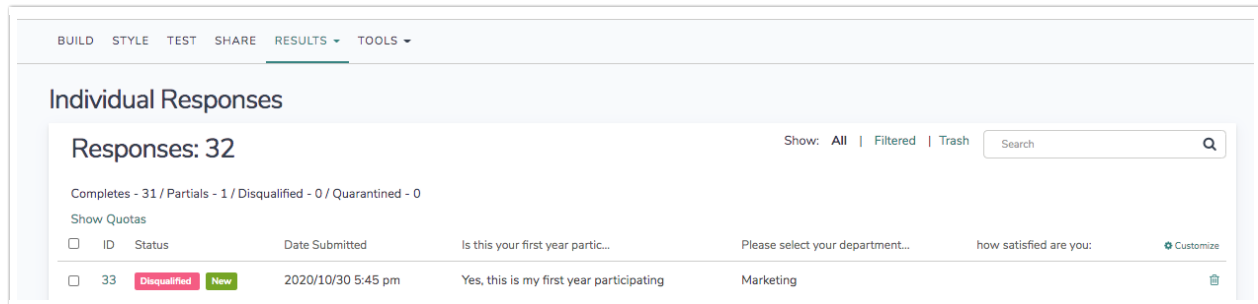 BUILD STYLE TEST SHARE RESULTS TOOLS
Individual Responses
Responses: 32
Show: All | Filtered | Trash Search
Completes - 31 / Partials - 1 / Disqualified - 0 / Quarantined - 0
Show Quotas
ID Status Date Submitted Is this your first year partic... Please select your department... how satisfied are you: Customize
33 Disqualified New 2020/10/30 5:45 pm Yes, this is my first year participating Marketing